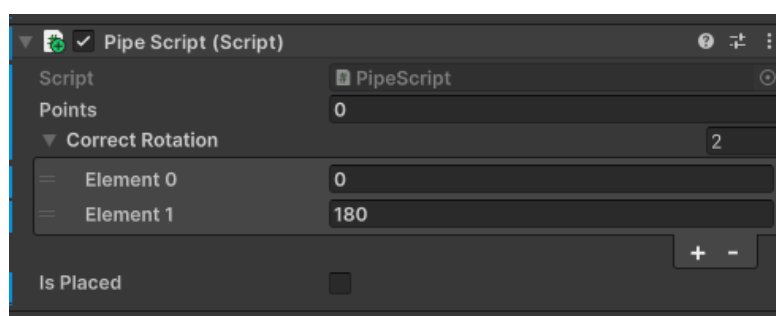 Pipe Script (Script)
Script PipeScript
Points 0
Correct Rotation 2
Element 0 0
Element 1 180
+ -
Is Placed